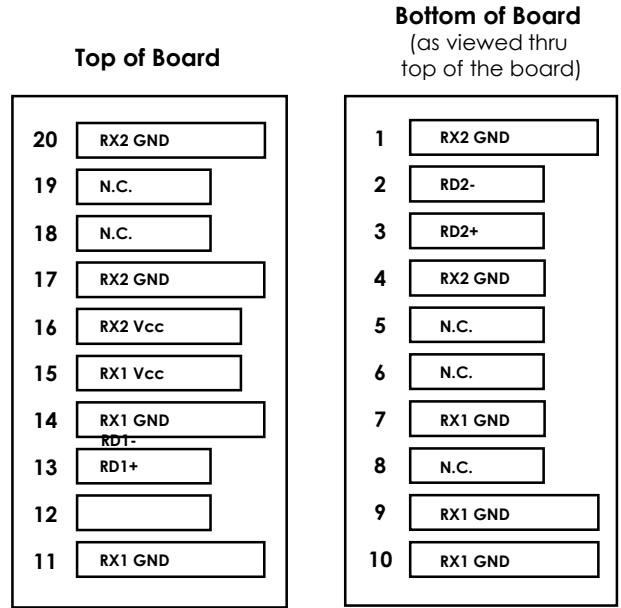 Top of Board
20 RX2 GND
19 N.C.
18 N.C.
17 RX2 GND
16 RX2 Vcc
15 RX1 Vcc
14 RX1 GND
RD1-
13 RD1+
12
11 RX1 GND
Bottom of Board
(as viewed thru
top of the board)
1 RX2 GND
2 RD2-
3 RD2+
4 RX2 GND
5 N.C.
6 N.C.
7 RX1 GND
8 N.C.
9 RX1 GND
10 RX1 GND